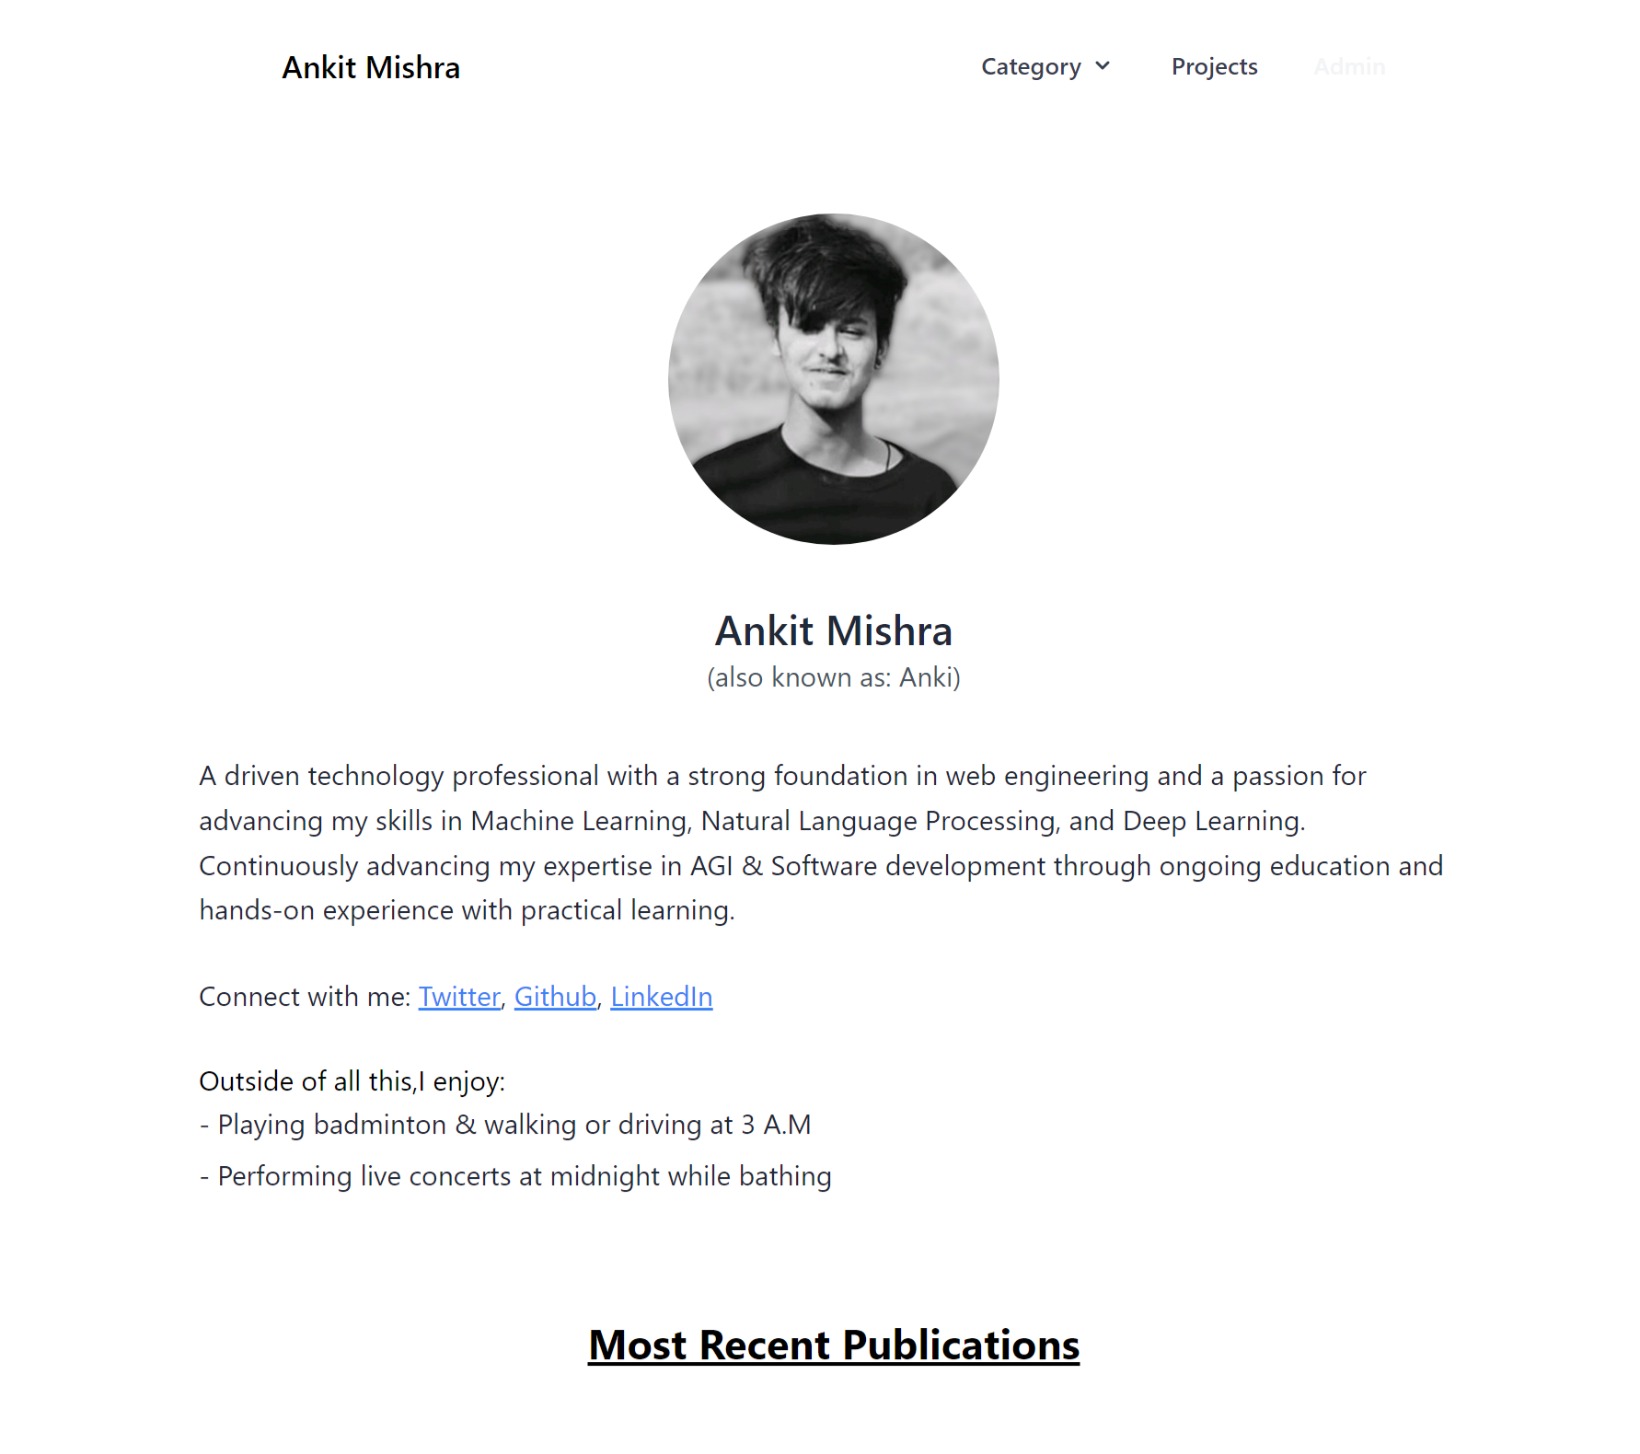 Ankit Mishra
Category
Projects
Admin
Ankit Mishra
(also known as: Anki)
A driven technology professional with a strong foundation in web engineering and a passion for
advancing my skills in Machine Learning, Natural Language Processing, and Deep Learning.
Continuously advancing my expertise in AGI & Software development through ongoing education and
hands-on experience with practical learning.
Connect with me: Twitter, Github, LinkedIn
Outside of all this,I enjoy:
- Playing badminton & walking or driving at 3 A.M
- Performing live concerts at midnight while bathing
Most Recent Publications